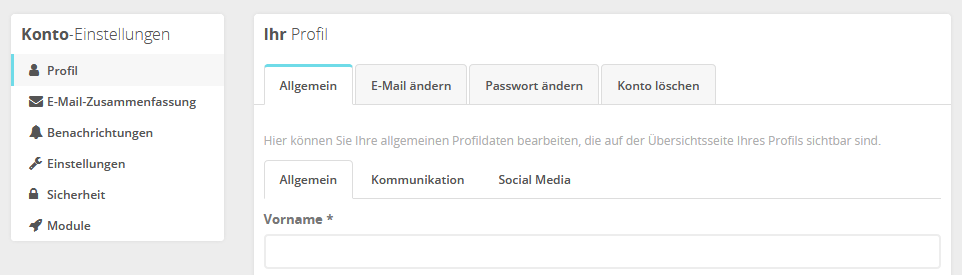 Konto-Einstellungen
Profil
E-Mail-Zusammenfassung
Benachrichtungen
Einstellungen
Sicherheit
Module
Ihr Profil
Allgemein E-Mail ändern Passwort ändern Konto löschen
Hier können Sie Ihre allgemeinen Profildaten bearbeiten, die auf der Übersichtsseite Ihres Profils sichtbar sind.
Allgemein Kommunikation Social Media
Vorname *